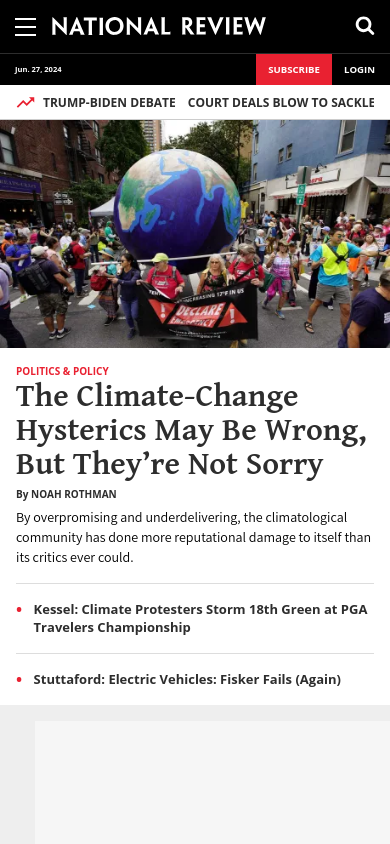 NATIONAL REVIEW
Jun. 27, 2024
SUBSCRIBE
LOGIN
TRUMP-BIDEN DEBATE COURT DEALS BLOW TO SACKLE
DECLARE
POLITICS & POLICY
The Climate-Change
Hysterics May Be Wrong,
But They’re Not Sorry
By NOAH ROTHMAN
By overpromising and underdelivering, the climatological
community has done more reputational damage to itself than
its critics ever could.
• Kessel: Climate Protesters Storm 18th Green at PGA
Travelers Championship
• Stuttaford: Electric Vehicles: Fisker Fails (Again)